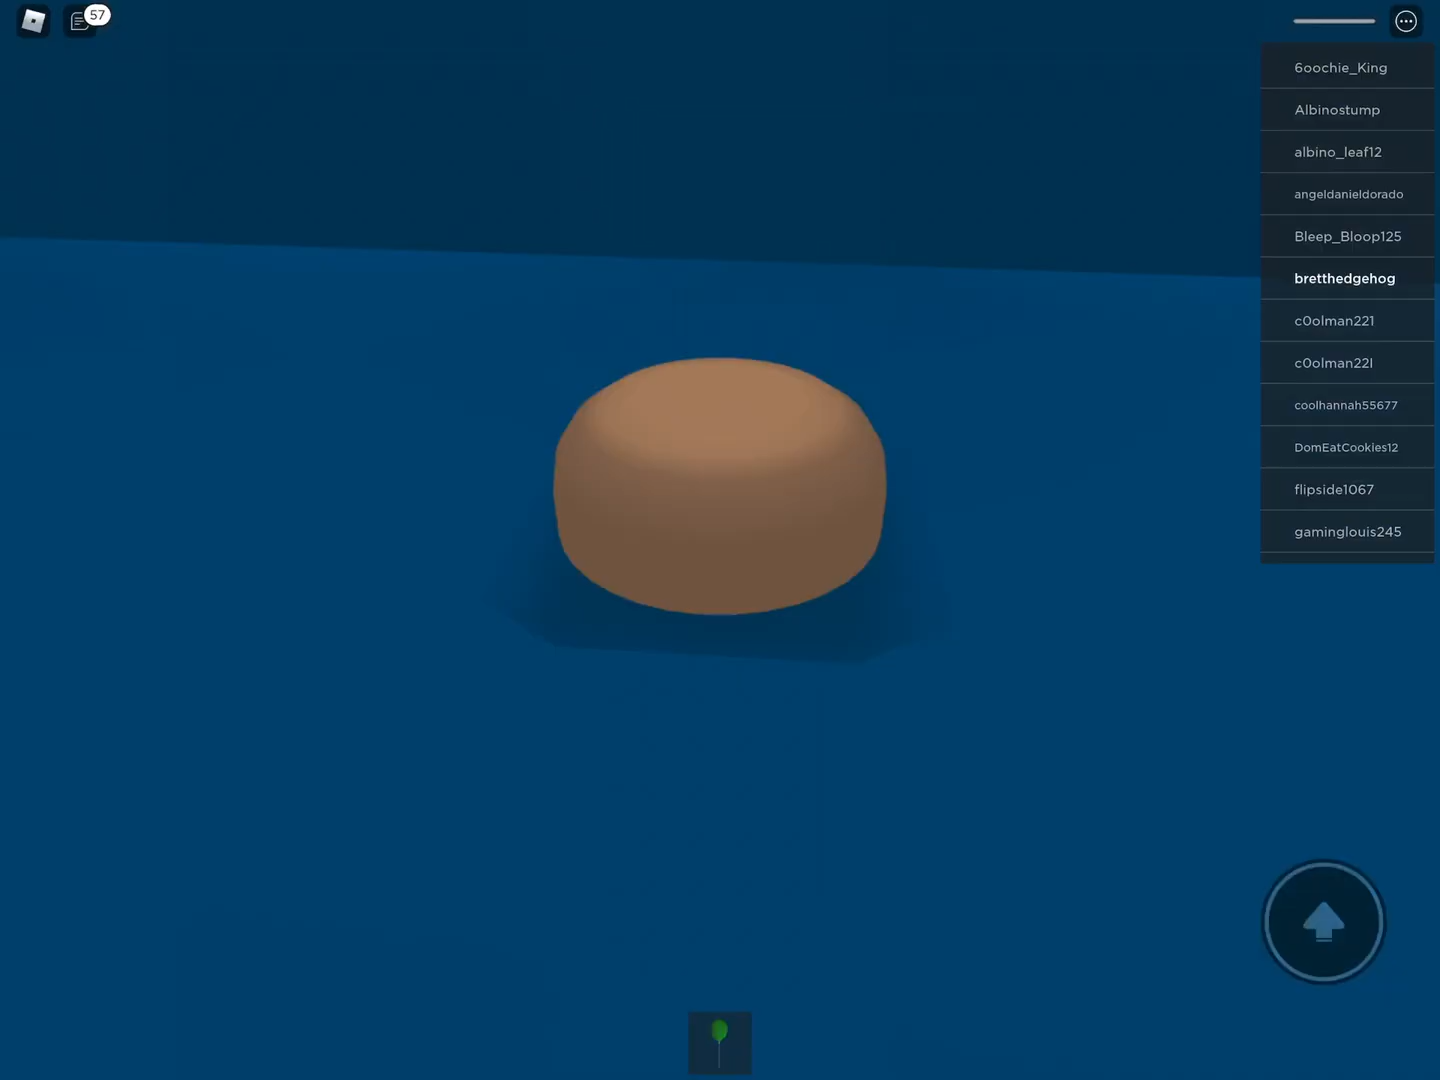 57
6oochie_King
Albinostump
albino_leaf12
angeldanieldorado
Bleep_Bloop125
bretthedgehog
c0olman221
c0olman22l
coolhannah55677
DomEatCookies12
flipside1067
gaminglouis245